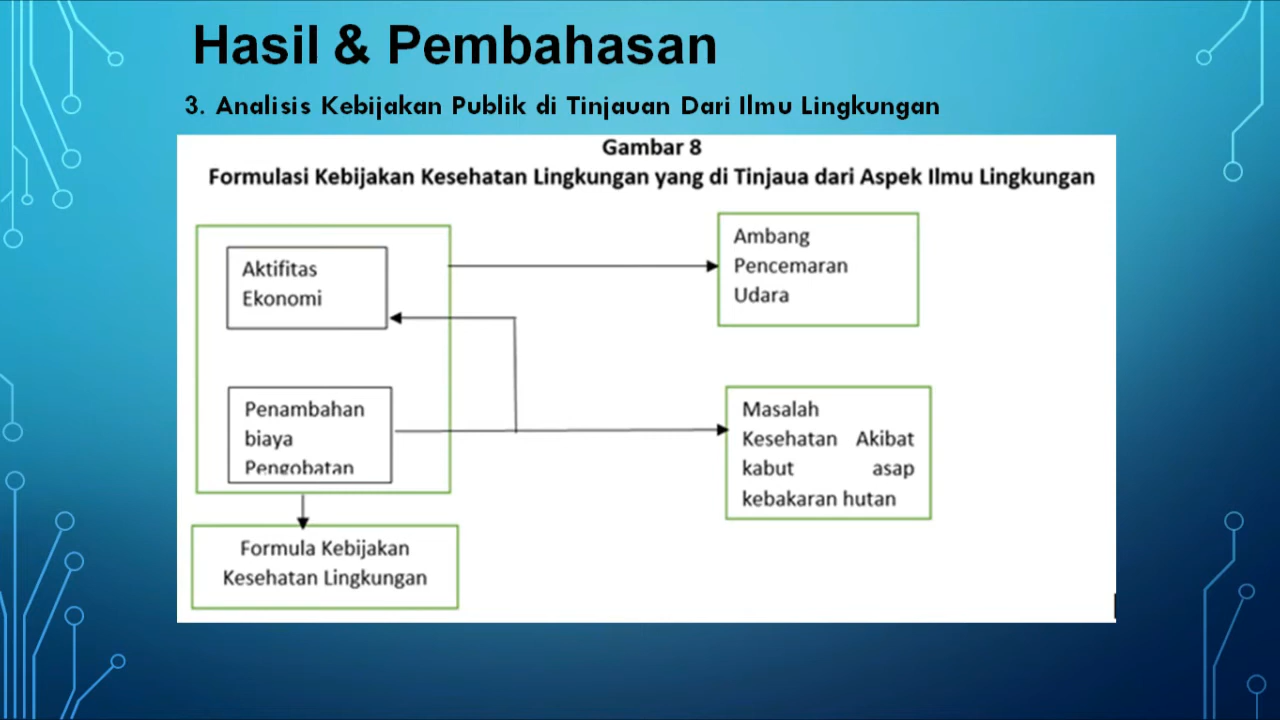 Hasil & Pembahasan
3. Analisis Kebijakan Publik di Tinjauan Dari Ilmu Lingkungan
Gambar 8
Formulasi Kebijakan Kesehatan Lingkungan yang di Tinjaua dari Aspek Ilmu Lingkungan
Aktifitas
Ekonomi
Ambang
Pencemaran
Udara
Penambahan
biaya
Pengobatan
Masalah
Kesehatan Akibat
kabut asap
kebakaran hutan
Formula Kebijakan
Kesehatan Lingkungan